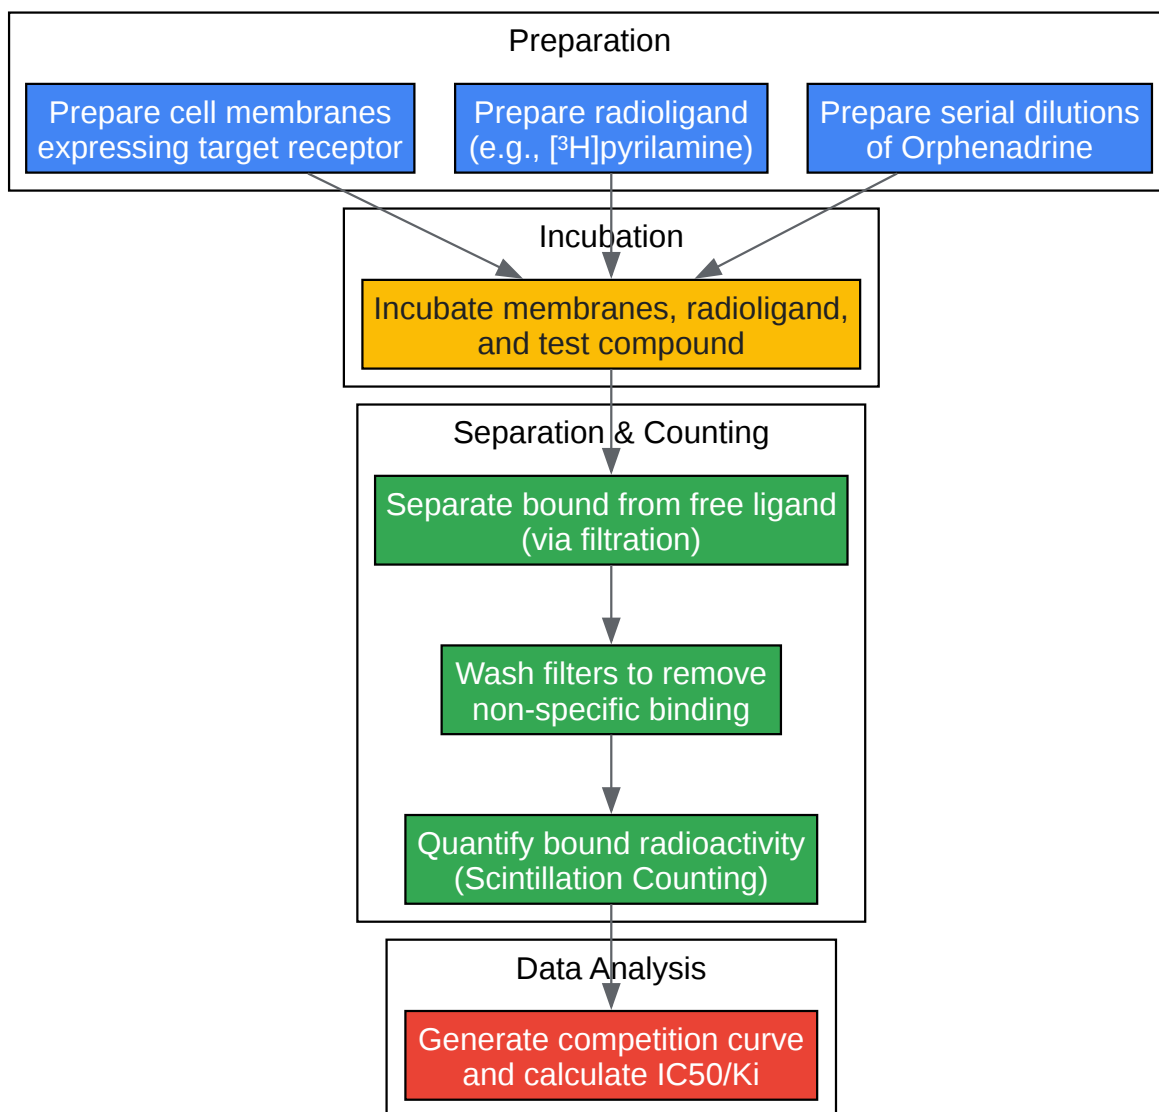 Preparation
Prepare cell membranes
expressing target receptor
Prepare radioligand
(e.g., [³H]pyrilamine)
Prepare serial dilutions
of Orphenadrine
Incubation
Incubate membranes, radioligand,
and test compound
Separation & Counting
Separate bound from free ligand
(via filtration)
Wash filters to remove
non-specific binding
Quantify bound radioactivity
(Scintillation Counting)
Data Analysis
Generate competition curve
and calculate IC50/Ki